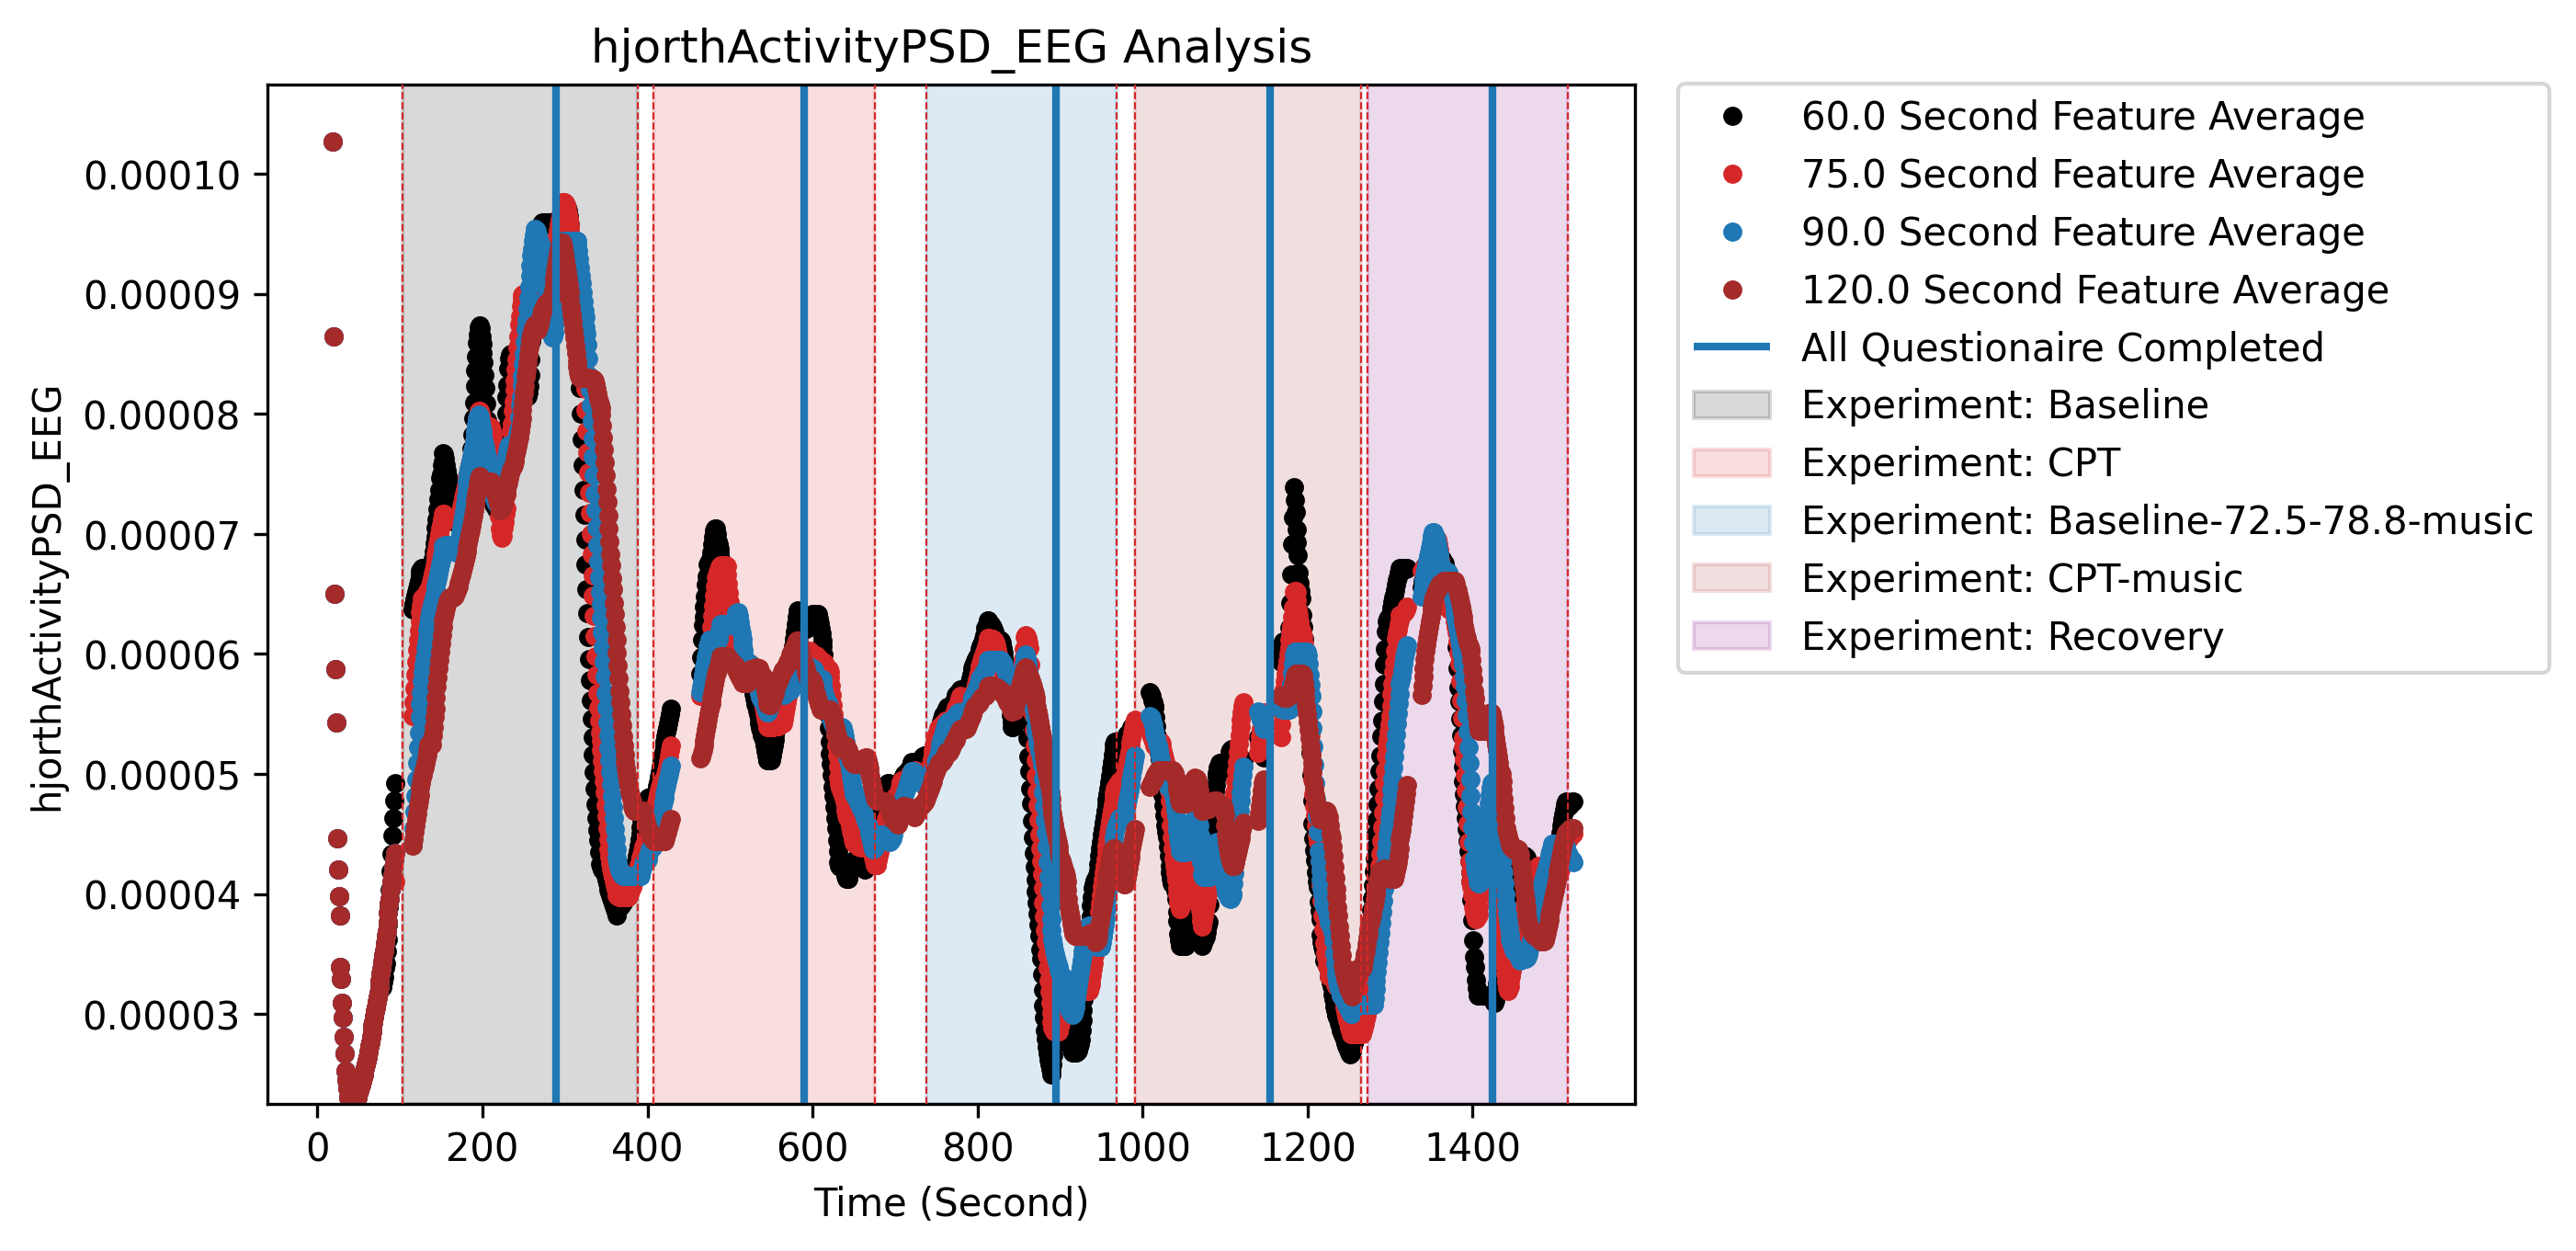 hjorthActivityPSD_EEG Analysis
hjorthActivityPSD_EEG
0.00010
0.00009
0.00008
0.00007
0.00006
0.00005
0.00004
0.00003
0 200 400 600 800 1000 1200 1400
Time (Second)
60.0 Second Feature Average
75.0 Second Feature Average
90.0 Second Feature Average
120.0 Second Feature Average
All Questionaire Completed
Experiment: Baseline
Experiment: CPT
Experiment: Baseline-72.5-78.8-music
Experiment: CPT-music
Experiment: Recovery